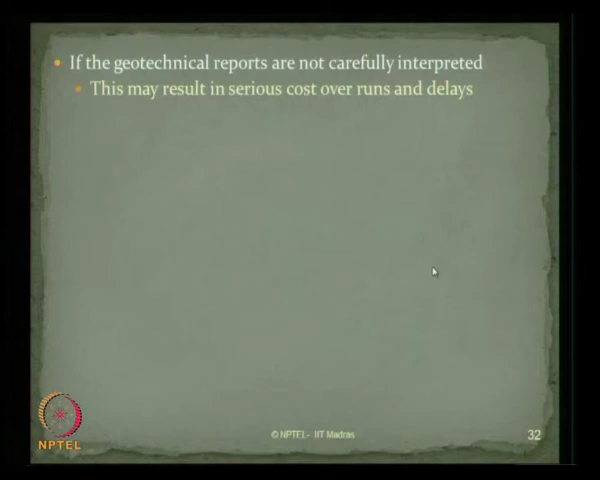 If the geotechnical reports are not carefully interpreted
This may result in serious cost over runs and delays
NPTEL
© NPTEL- IIT Madras
32